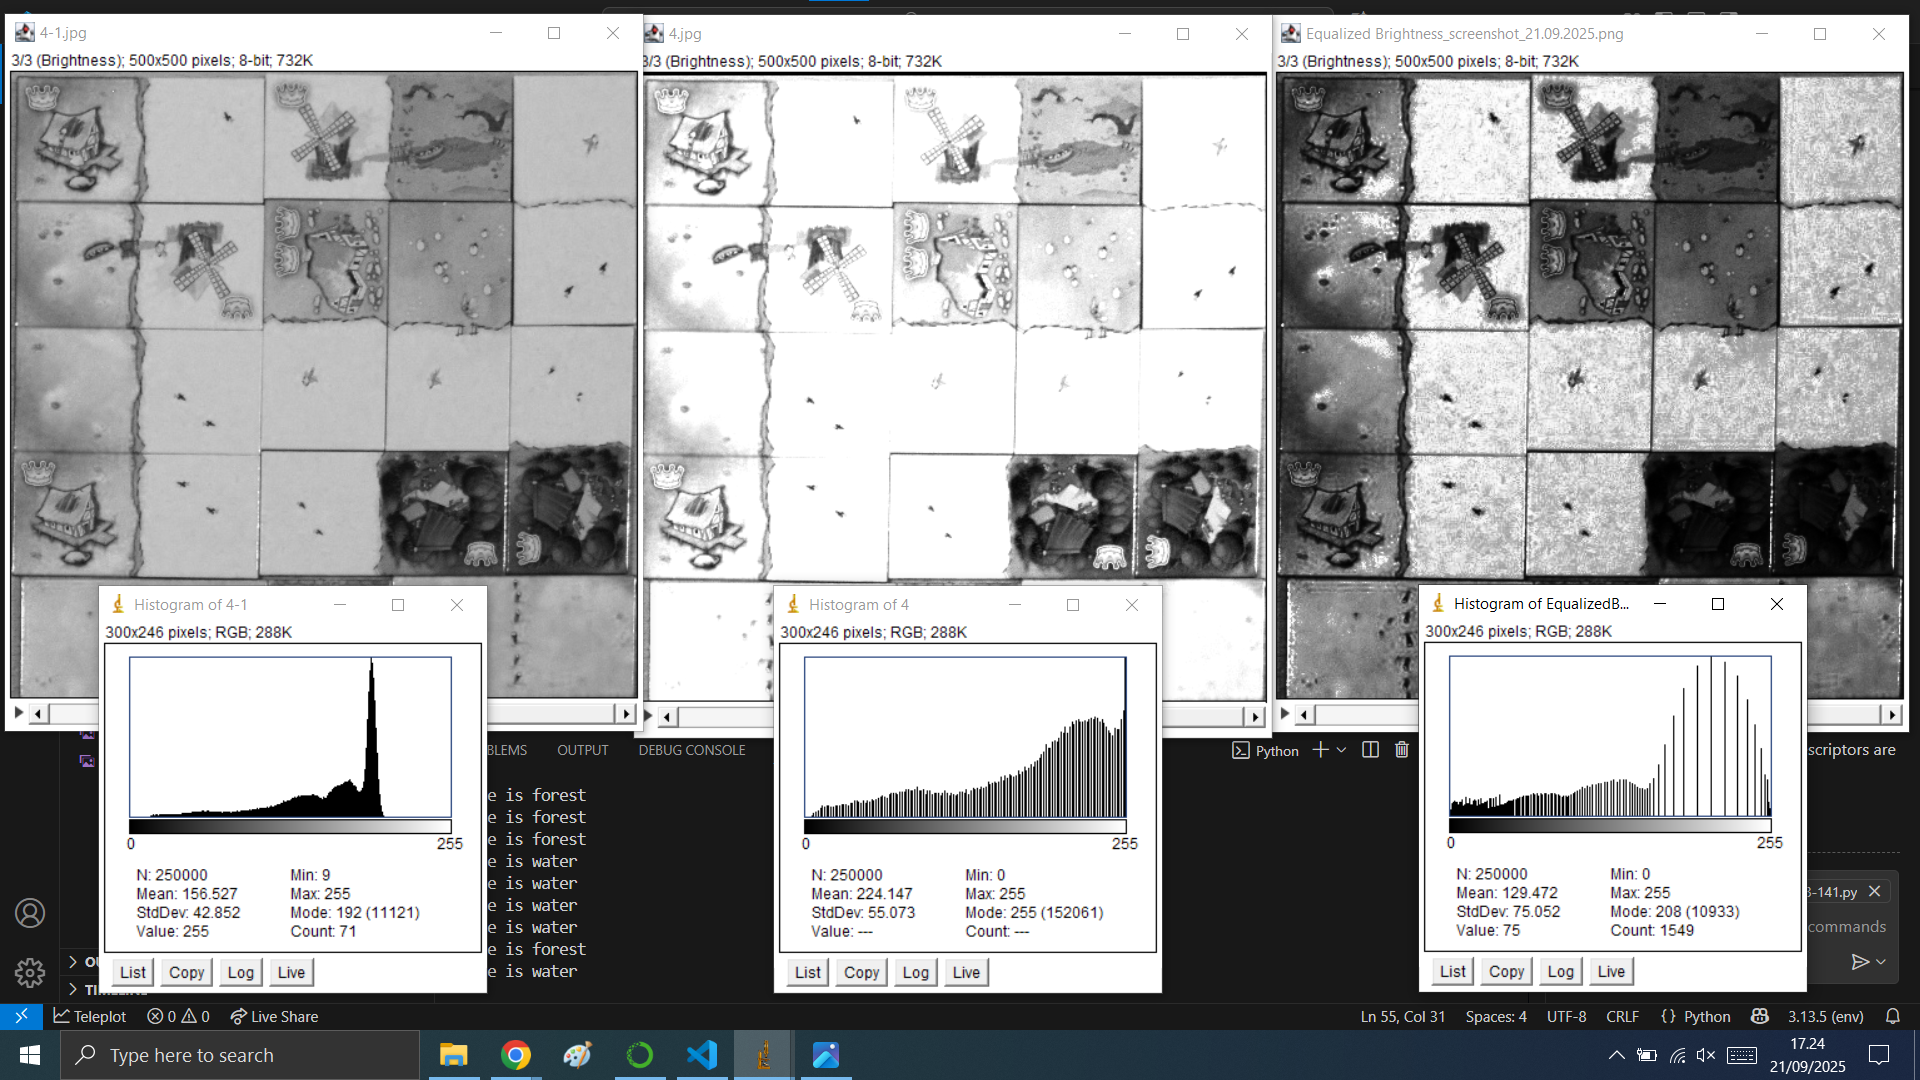 4-1.jpg
3/3 (Brightness); 500x500 pixels; 8-bit; 732K
4.jpg
3/3 (Brightness); 500x500 pixels; 8-bit; 732K
Equalized Brightness_screenshot_21.09.2025.png
3/3 (Brightness); 500x500 pixels; 8-bit; 732K
Histogram of 4-1
300x246 pixels; RGB; 288K
0 255
N: 250000 Min: 9
Mean: 156.527 Max: 255
StdDev: 42.852 Mode: 192 (11121)
Value: 255 Count: 71
List Copy Log Live
Histogram of 4
300x246 pixels; RGB; 288K
0 255
N: 250000 Min: 0
Mean: 224.147 Max: 255
StdDev: 55.073 Mode: 255 (152061)
Value: --- Count: ---
List Copy Log Live
Histogram of EqualizedB...
300x246 pixels; RGB; 288K
0 255
N: 250000 Min: 0
Mean: 129.472 Max: 255
StdDev: 75.052 Mode: 208 (10933)
Value: 75 Count: 1549
List Copy Log Live
BLEMS OUTPUT DEBUG CONSOLE
Python
scriptors are
e is forest
e is forest
e is forest
e is water
e is water
e is water
e is water
e is forest
e is water
3-141.py
commands
OU
TIMELINE
Teleplot 0 0 Live Share
Ln 55, Col 31 Spaces: 4 UTF-8 CRLF {} Python 3.13.5 (env)
Type here to search
17.24
21/09/2025